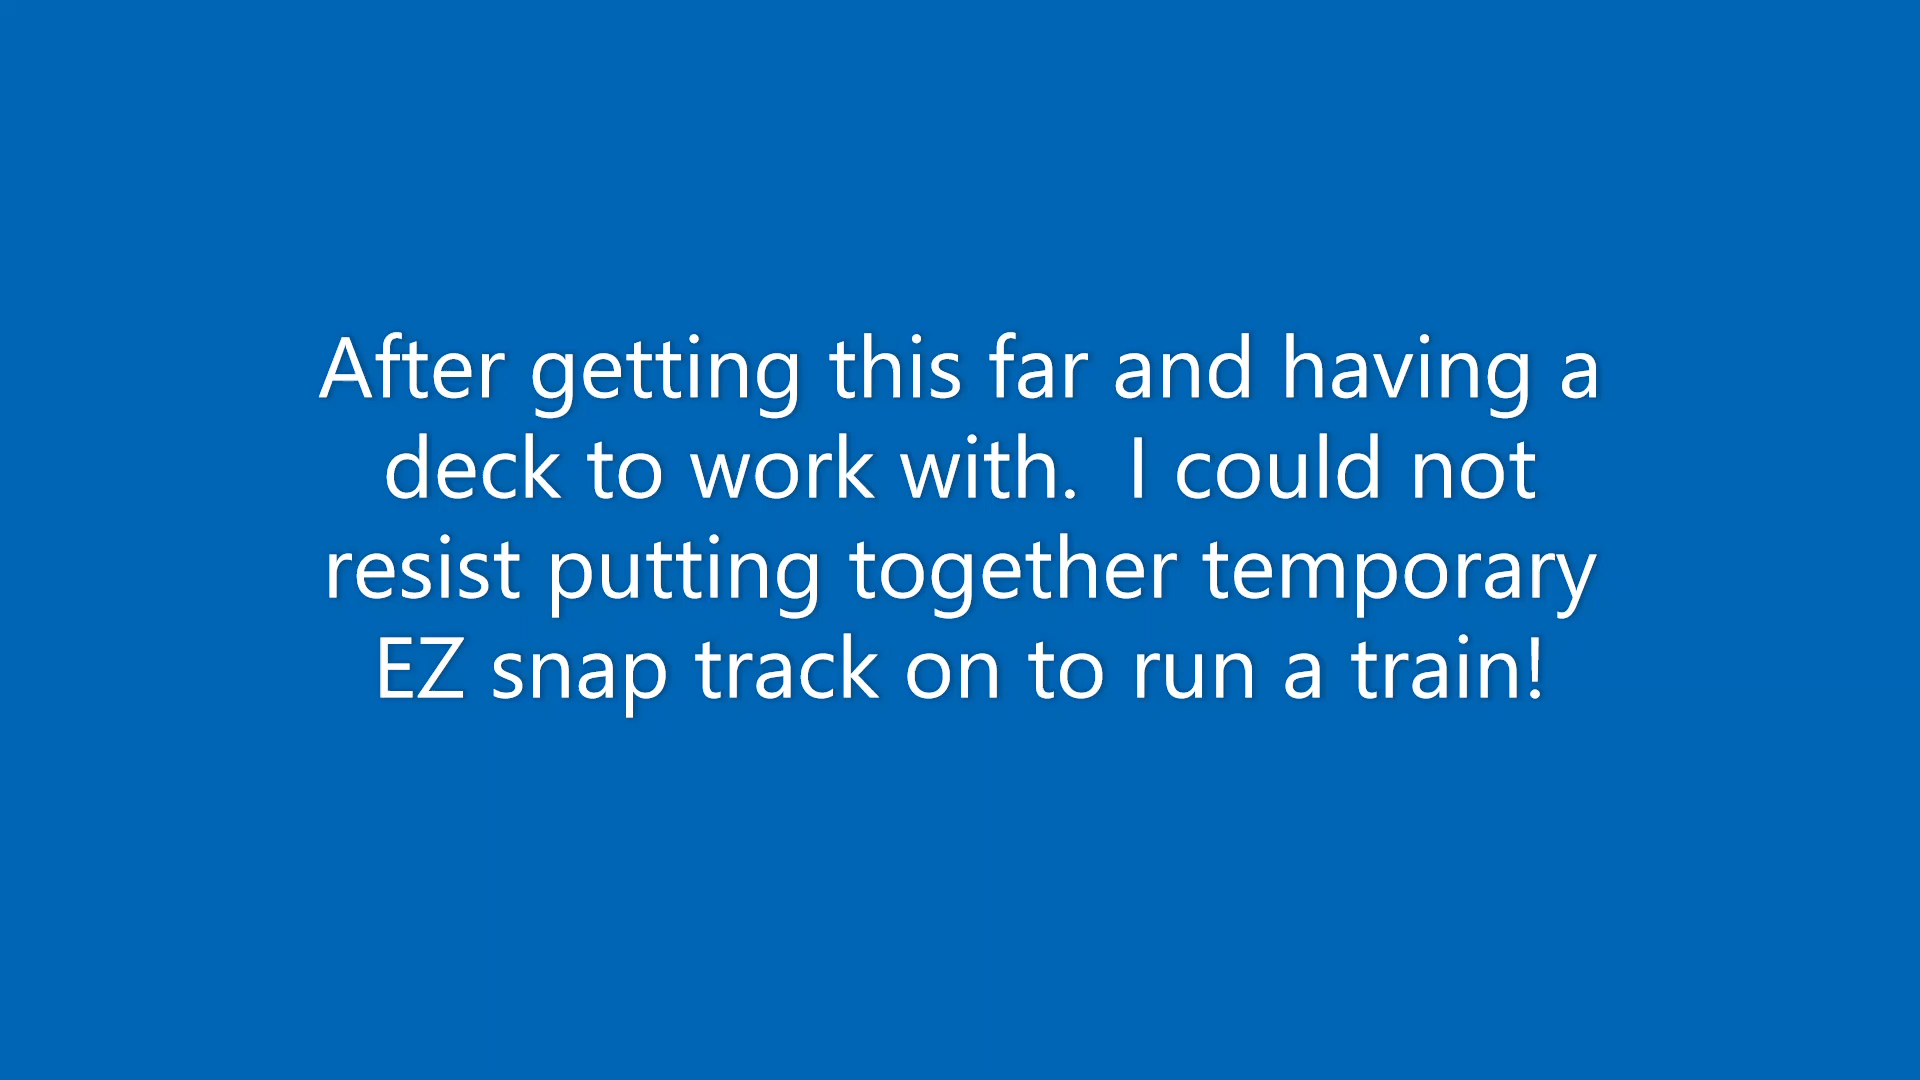 After getting this far and having a
deck to work with.  I could not
resist putting together temporary
EZ snap track on to run a train!